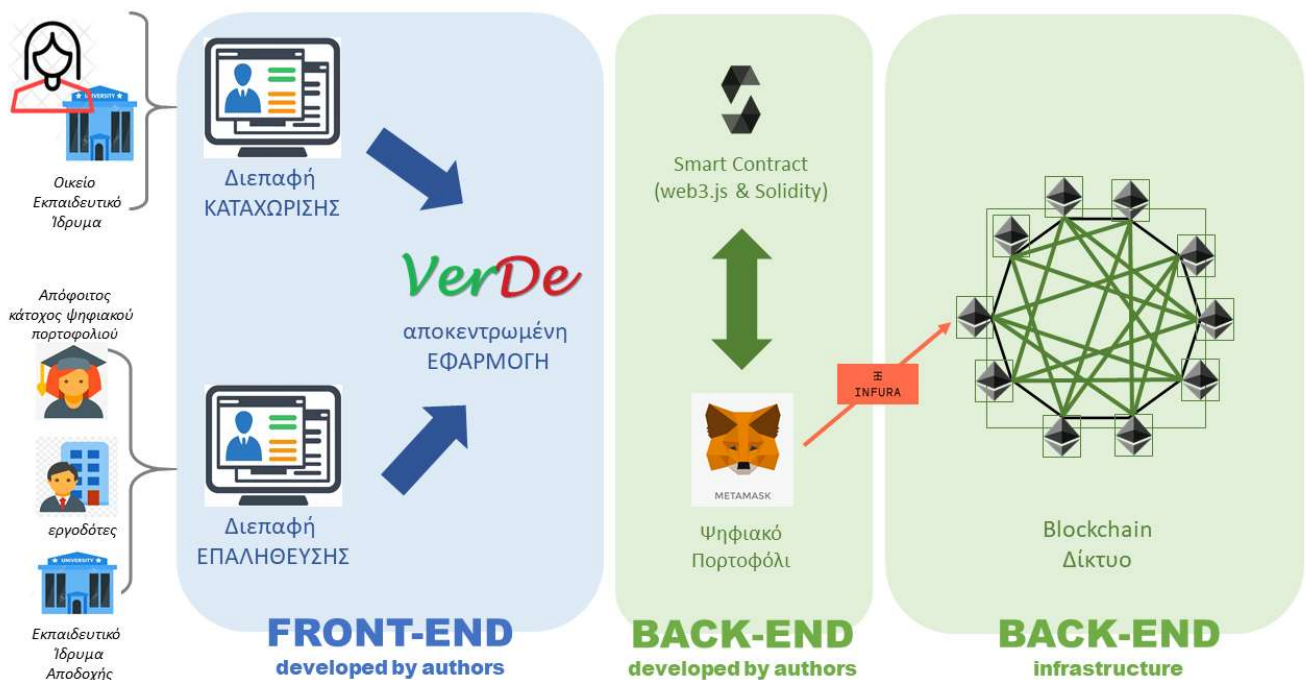 UNIVERSITY
Οικείο
Εκπαιδευτικό
Ίδρυμα
Απόφοιτος
κάτοχος ψηφιακού
πορτοφολιού
εργοδότες
UNIVERSITY
Εκπαιδευτικό
Ίδρυμα
Αποδοχής
Διεπαφή
ΚΑΤΑΧΩΡΙΣΗΣ
VerDe
αποκεντρωμένη
ΕΦΑΡΜΟΓΗ
Διεπαφή
ΕΠΑΛΗΘΕΥΣΗΣ
FRONT-END
developed by authors
Smart Contract
(web3.js & Solidity)
METAMASK
Ψηφιακό
Πορτοφόλι
BACK-END
developed by authors
INFURA
Blockchain
Δίκτυο
BACK-END
infrastructure